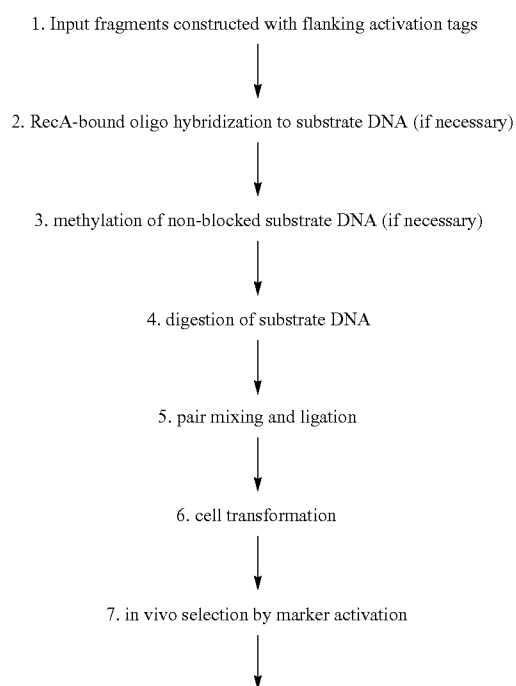 1. Input fragments constructed with flanking activation tags
2. RecA-bound oligo hybridization to substrate DNA (if necessary)
3. methylation of non-blocked substrate DNA (if necessary)
4. digestion of substrate DNA
5. pair mixing and ligation
6. cell transformation
7. in vivo selection by marker activation